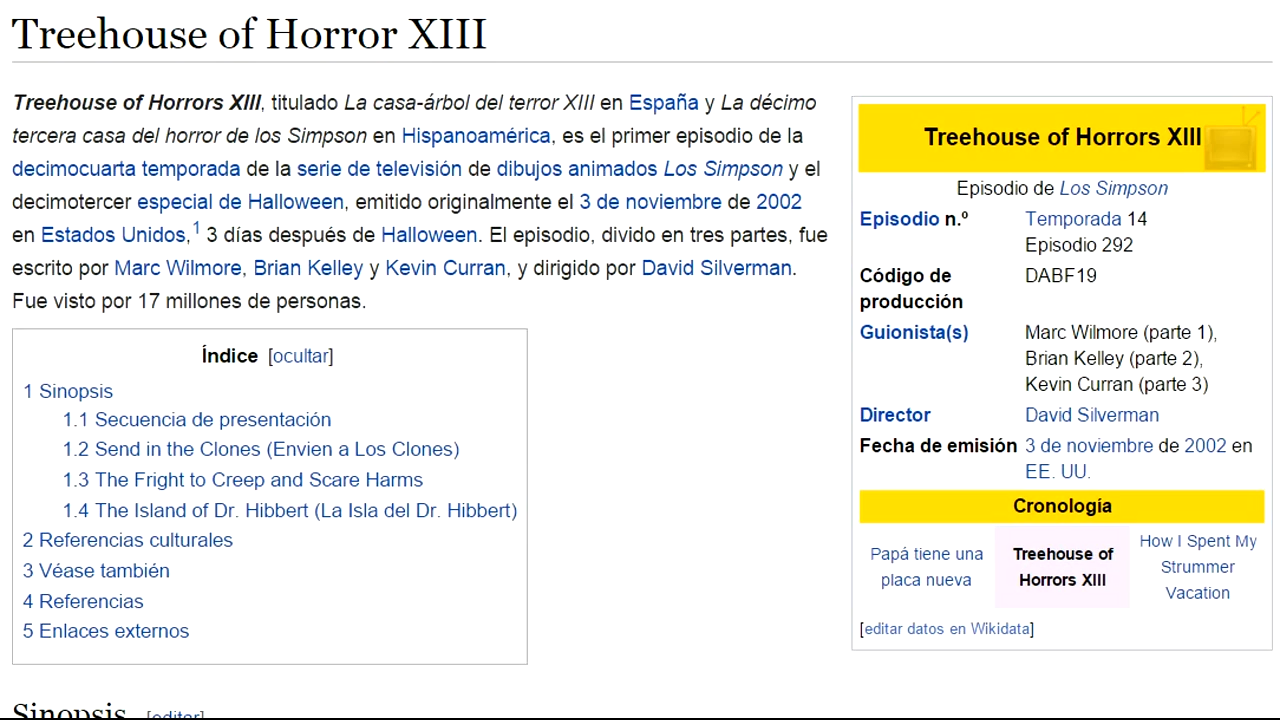 Treehouse of Horror XIII
Treehouse of Horrors XIII, titulado La casa-árbol del terror XIII en España y La décimo
tercera casa del horror de los Simpson en Hispanoamérica, es el primer episodio de la
decimocuarta temporada de la serie de televisión de dibujos animados Los Simpson y el
decimotercer especial de Halloween, emitido originalmente el 3 de noviembre de 2002
en Estados Unidos,1 3 días después de Halloween. El episodio, divido en tres partes, fue
escrito por Marc Wilmore, Brian Kelley y Kevin Curran, y dirigido por David Silverman.
Fue visto por 17 millones de personas.
Índice [ocultar]
1 Sinopsis
1.1 Secuencia de presentación
1.2 Send in the Clones (Envien a Los Clones)
1.3 The Fright to Creep and Scare Harms
1.4 The Island of Dr. Hibbert (La Isla del Dr. Hibbert)
2 Referencias culturales
3 Véase también
4 Referencias
5 Enlaces externos
Treehouse of Horrors XIII
Episodio de Los Simpson
Episodio n.º Temporada 14
Episodio 292
Código de DABF19
producción
Guionista(s) Marc Wilmore (parte 1),
Brian Kelley (parte 2),
Kevin Curran (parte 3)
Director David Silverman
Fecha de emisión 3 de noviembre de 2002 en
EE. UU.
Cronología
Papá tiene una
placa nueva
Treehouse of
Horrors XIII
How I Spent My
Strummer
Vacation
[editar datos en Wikidata]
Sinopsis [editar]